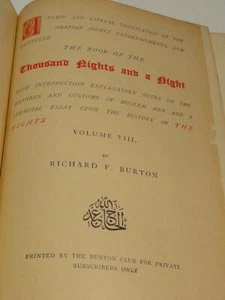 A PLAIN AND LITERAL TRANSLATION OF THE
ARABIAN NIGHTS ENTERTAINMENTS, NOW
ENTITLED
THE BOOK OF THE
Thousand Nights and a Night
WITH INTRODUCTION EXPLANATORY NOTES ON THE
MANNERS AND CUSTOMS OF MOSLEM MEN AND A
TERMINAL ESSAY UPON THE HISTORY OF THE
NIGHTS
VOLUME VIII.
BY
RICHARD F. BURTON
PRINTED BY THE BURTON CLUB FOR PRIVATE
SUBSCRIBERS ONLY